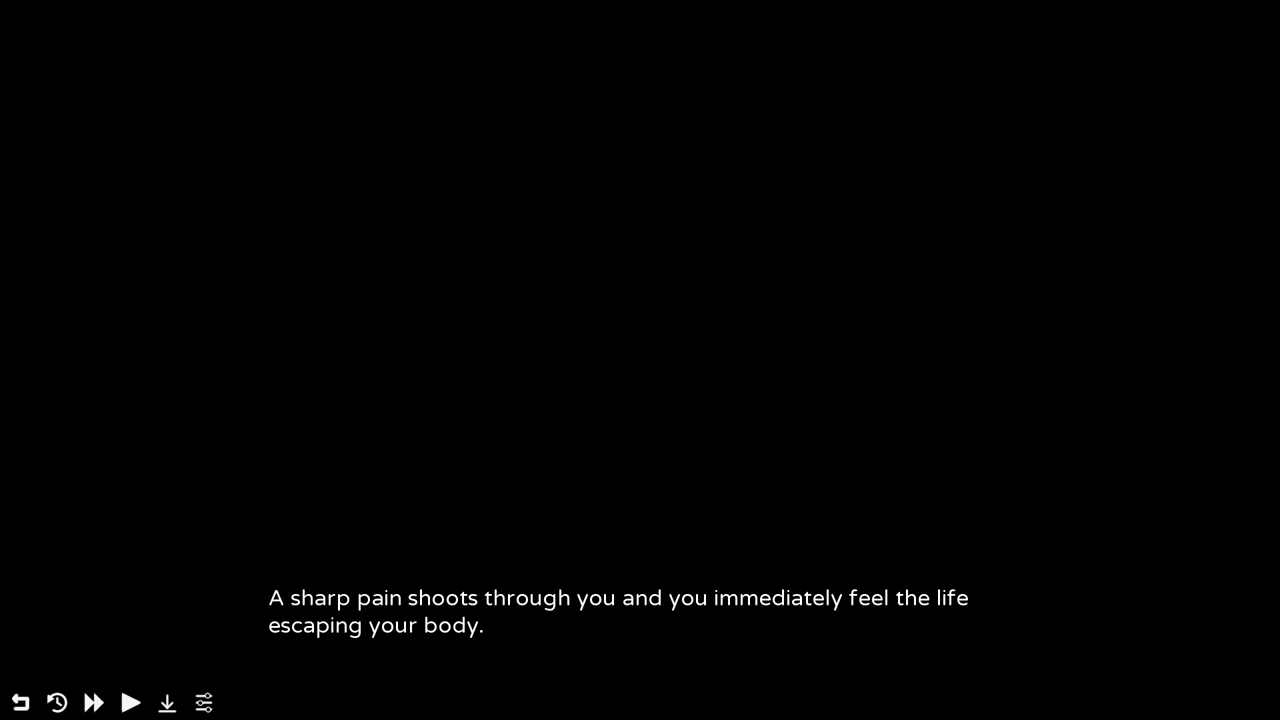 A sharp pain shoots through you and you immediately feel the life
escaping your body.